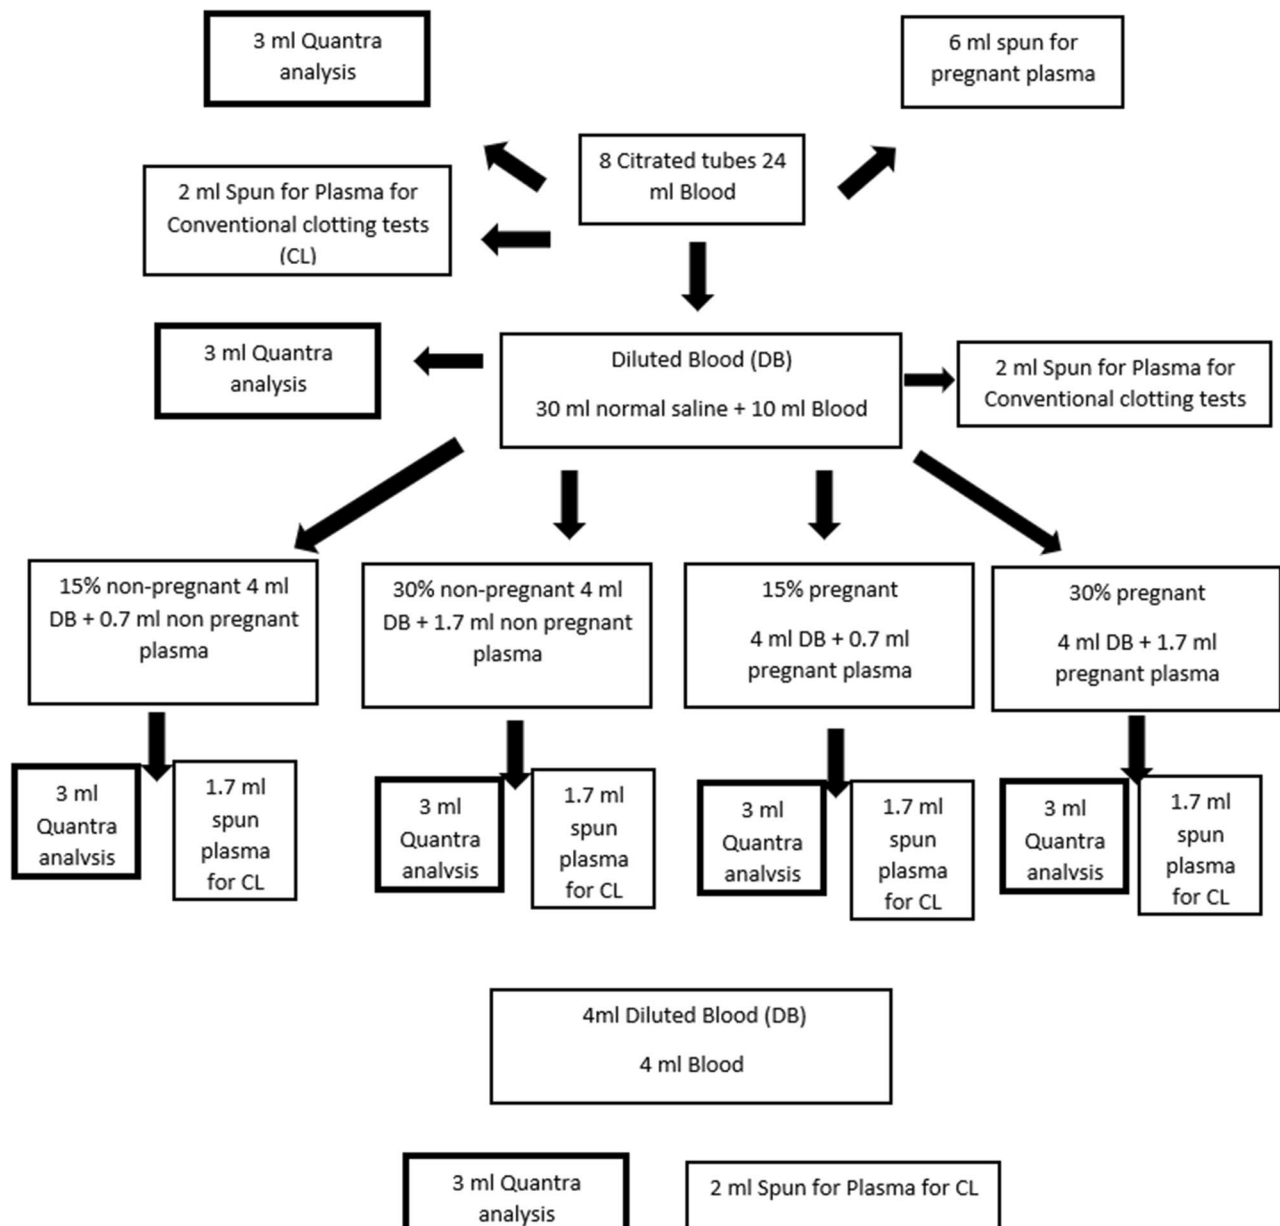 3 ml Quantra
analysis
6 ml spun for
pregnant plasma
8 Citrated tubes 24
ml Blood
2 ml Spun for Plasma for
Conventional clotting tests
(CL)
3 ml Quantra
analysis
Diluted Blood (DB)
30 ml normal saline + 10 ml Blood
2 ml Spun for Plasma for
Conventional clotting tests
15% non-pregnant 4 ml
DB + 0.7 ml non pregnant
plasma
30% non-pregnant 4 ml
DB + 1.7 ml non pregnant
plasma
15% pregnant
4 ml DB + 0.7 ml
pregnant plasma
30% pregnant
4 ml DB + 1.7 ml
pregnant plasma
3 ml
Quantra
analysis
1.7 ml
spun
plasma
for CL
3 ml
Quantra
analysis
1.7 ml
spun
plasma
for CL
3 ml
Quantra
analysis
1.7 ml
spun
plasma
for CL
3 ml
Quantra
analysis
1.7 ml
spun
plasma
for CL
4ml Diluted Blood (DB)
4 ml Blood
3 ml Quantra
analysis
2 ml Spun for Plasma for CL